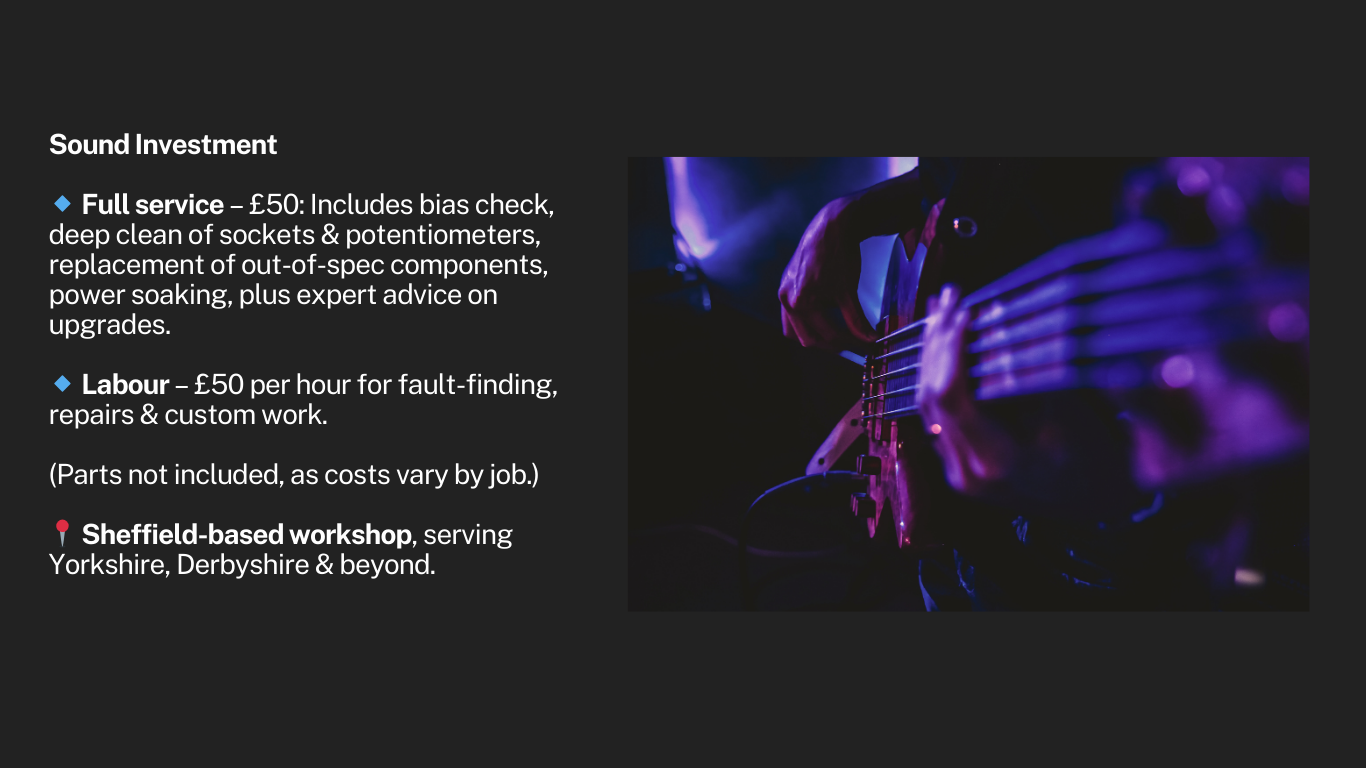 Sound Investment
🔹 Full service – £50: Includes bias check,
deep clean of sockets & potentiometers,
replacement of out-of-spec components,
power soaking, plus expert advice on
upgrades.
🔹 Labour – £50 per hour for fault-finding,
repairs & custom work.
(Parts not included, as costs vary by job.)
📍 Sheffield-based workshop, serving
Yorkshire, Derbyshire & beyond.